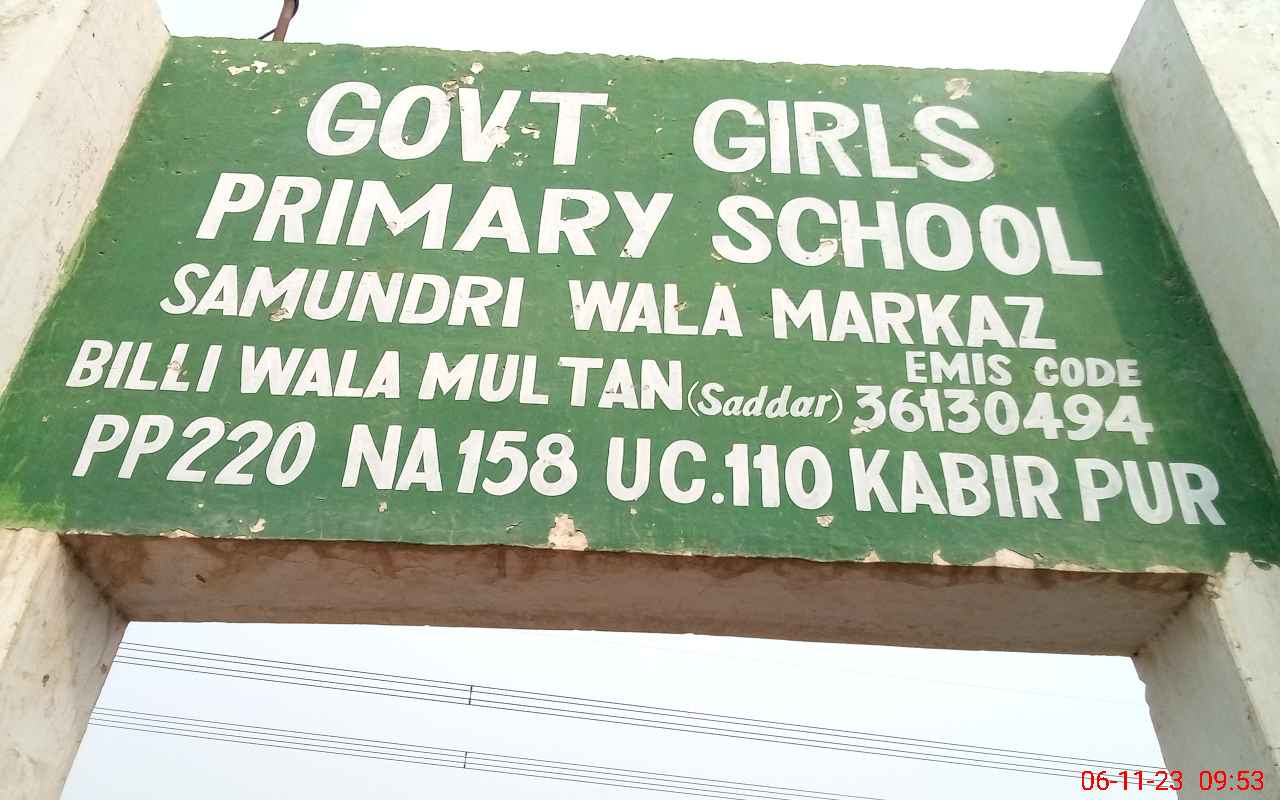 GOVT GIRLS
PRIMARY SCHOOL
SAMUNDRI WALA MARKAZ
BILLI WALA MULTAN (Saddar) EMIS CODE 36130494
PP220 NA158 UC.110 KABIR PUR
06-11-23 09:53